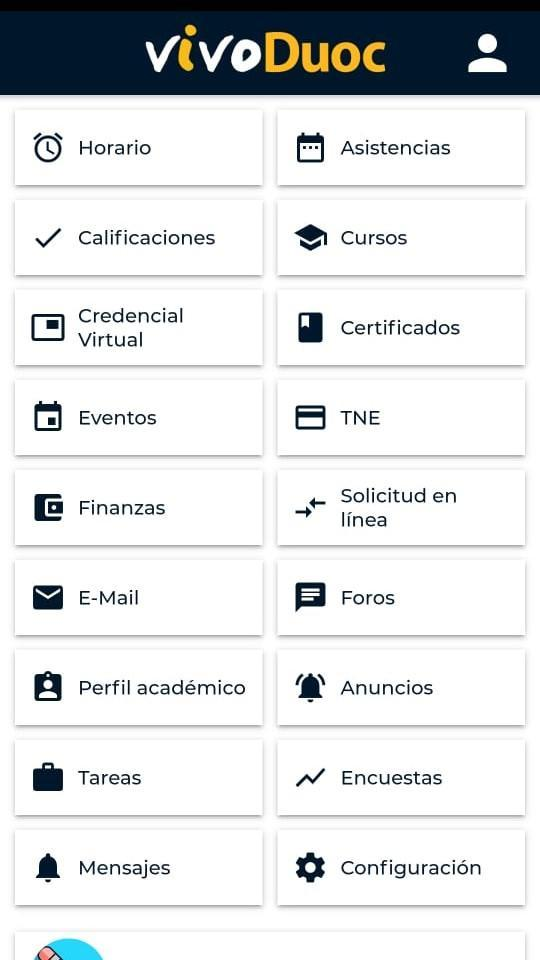 vivoDuoc
Horario
Asistencias
Calificaciones
Cursos
Credencial
Virtual
Certificados
Eventos
TNE
Finanzas
Solicitud en
línea
E-Mail
Foros
Perfil académico
Anuncios
Tareas
Encuestas
Mensajes
Configuración